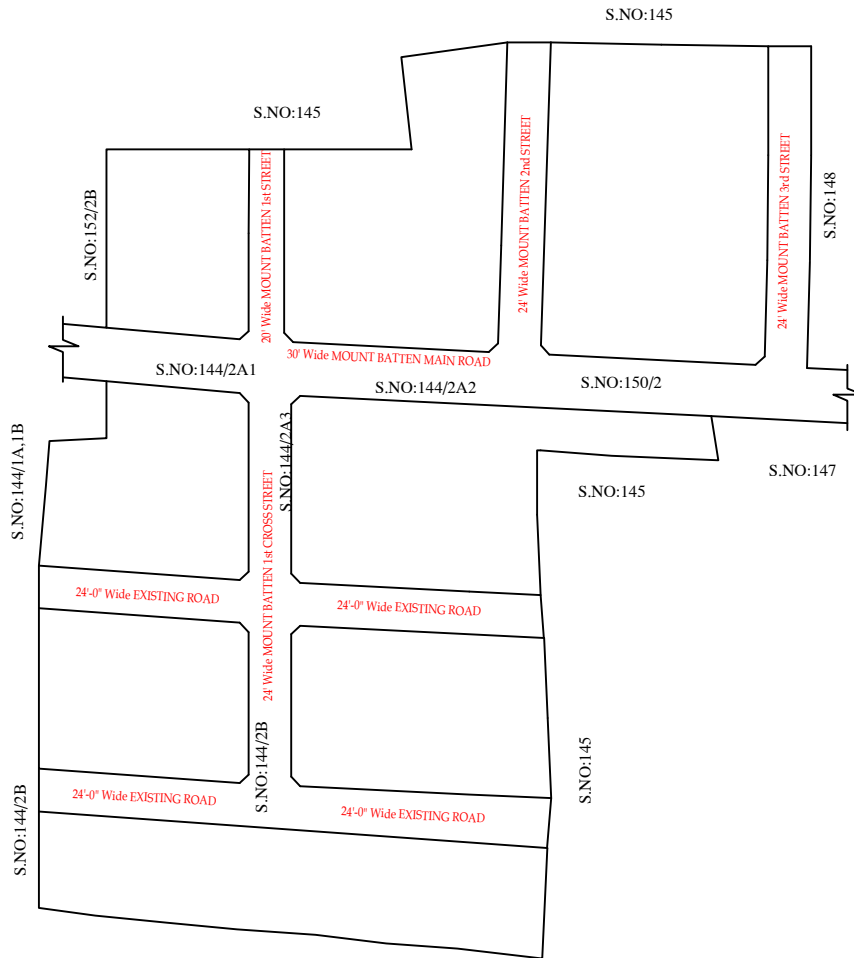 S.NO:145
S.NO:145
S.NO:152/2B
20' Wide MOUNT BATTEN 1st STREET
24' Wide MOUNT BATTEN 2nd STREET
24' Wide MOUNT BATTEN 3rd STREET
S.NO:148
30' Wide MOUNT BATTEN MAIN ROAD
S.NO:144/2A1
S.NO:144/2A2
S.NO:150/2
S.NO:144/1A,1B
S.NO:144/2A3
24' Wide MOUNT BATTEN 1st CROSS STREET
S.NO:145
S.NO:147
24'-0" Wide EXISTING ROAD
24'-0" Wide EXISTING ROAD
S.NO:144/2B
S.NO:145
S.NO:144/2B
24'-0" Wide EXISTING ROAD
24'-0" Wide EXISTING ROAD